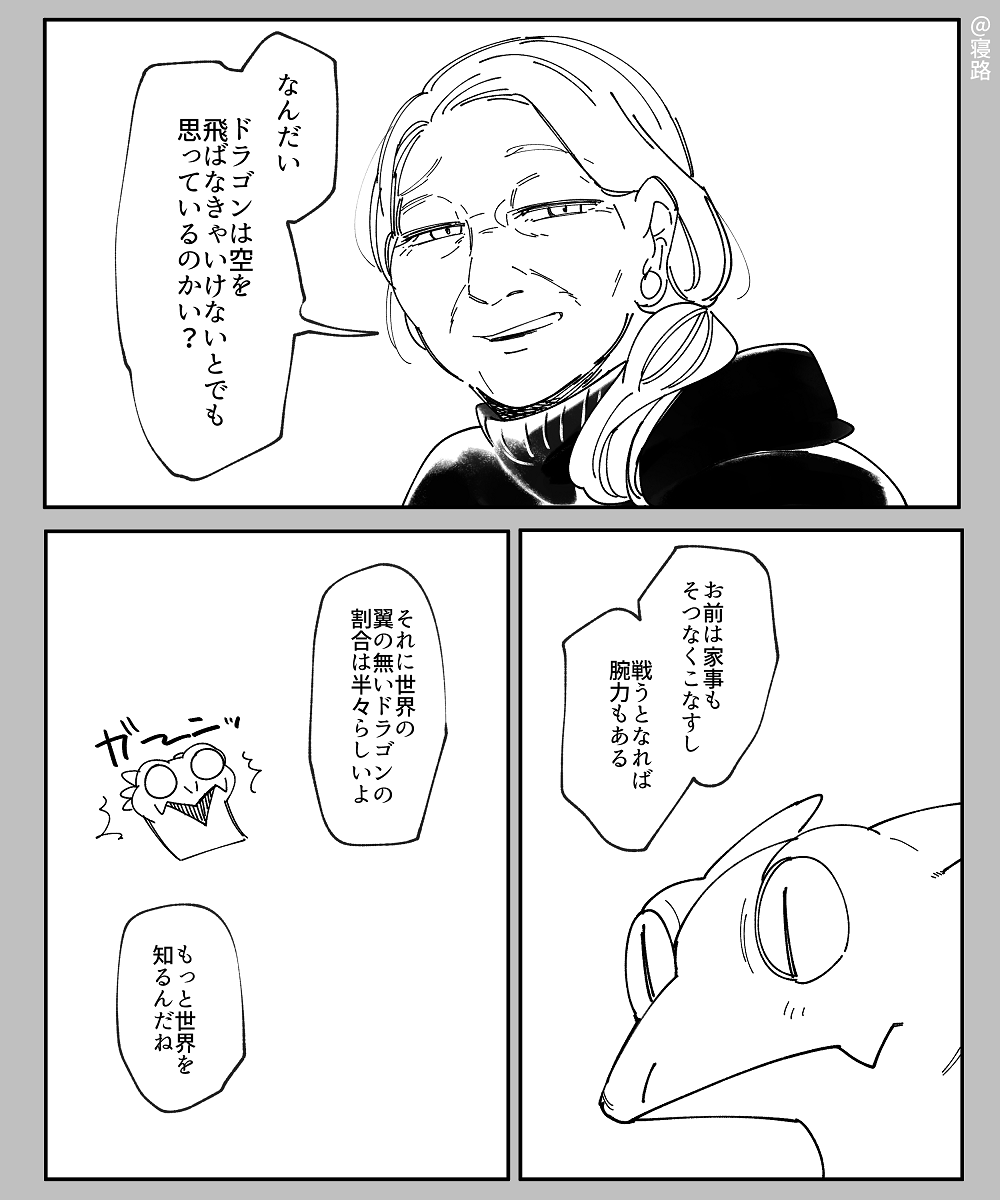 @寝路
なんだい
ドラゴンは空を
飛ばなきゃいけないとでも
思っているのかい？
お前は家事も
そつなくこなすし
戦うとなれば
腕力もある
それに世界の
翼の無いドラゴンの
割合は半々らしいよ
ガーンッ
もっと世界を
知るんだね